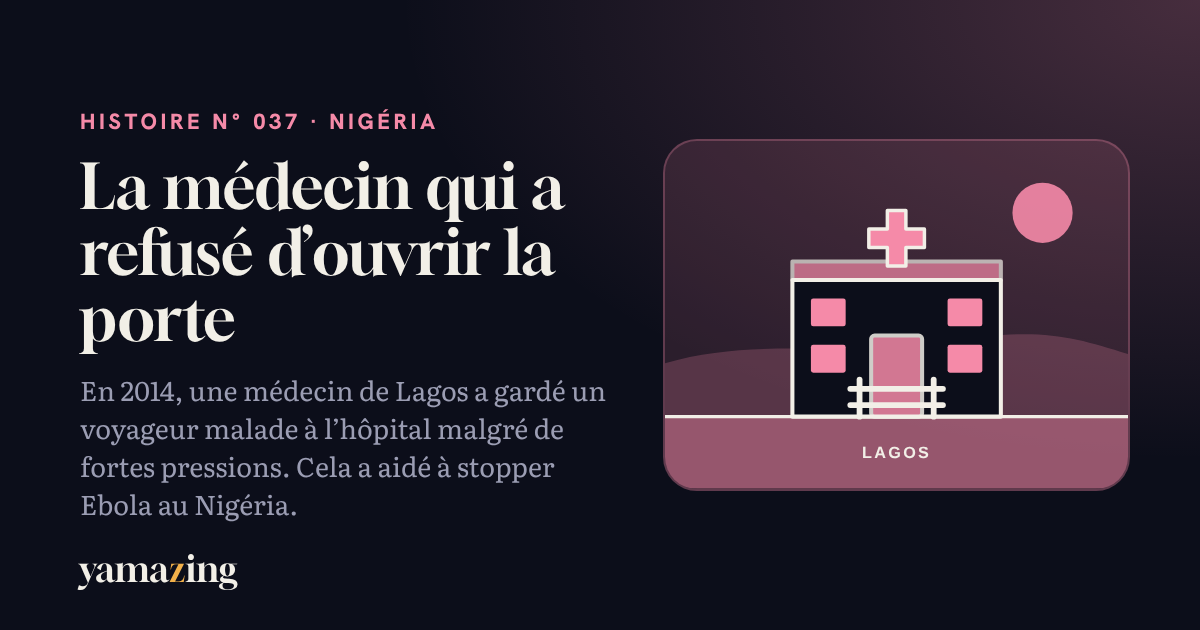 HISTOIRE N° 037 · NIGÉRIA
La médecin qui a
refusé d’ouvrir la
porte
En 2014, une médecin de Lagos a gardé un
voyageur malade à l’hôpital malgré de
fortes pressions. Cela a aidé à stopper
Ebola au Nigéria.
LAGOS
yamazing